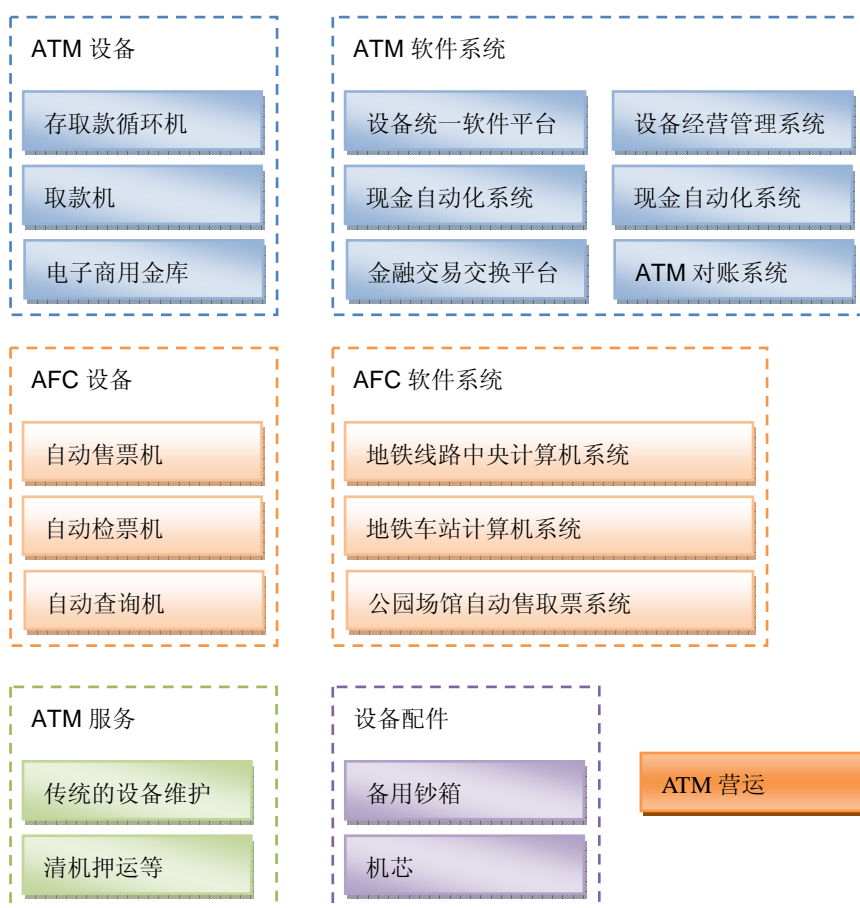 ATM 设备
存取款循环机
取款机
电子商用金库
ATM 软件系统
设备统一软件平台
设备经营管理系统
现金自动化系统
现金自动化系统
金融交易交换平台
ATM 对账系统
AFC 设备
自动售票机
自动检票机
自动查询机
AFC 软件系统
地铁线路中央计算机系统
地铁车站计算机系统
公园场馆自动售取票系统
ATM 服务
传统的设备维护
清机押运等
设备配件
备用钞箱
机芯
ATM 营运